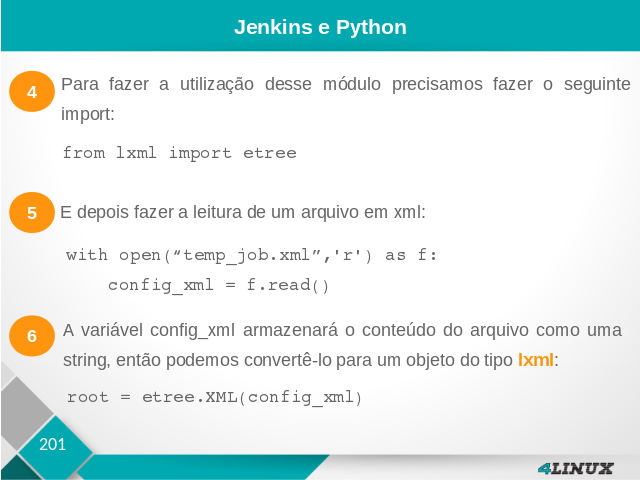 Jenkins e Python
4
Para fazer a utilização desse módulo precisamos fazer o seguinte
import:
from lxml import etree
5
E depois fazer a leitura de um arquivo em xml:
with open(“temp_job.xml”,'r') as f:
    config_xml = f.read()
6
A variável config_xml armazenará o conteúdo do arquivo como uma
string, então podemos convertê-lo para um objeto do tipo lxml:
root = etree.XML(config_xml)
201
4LINUX